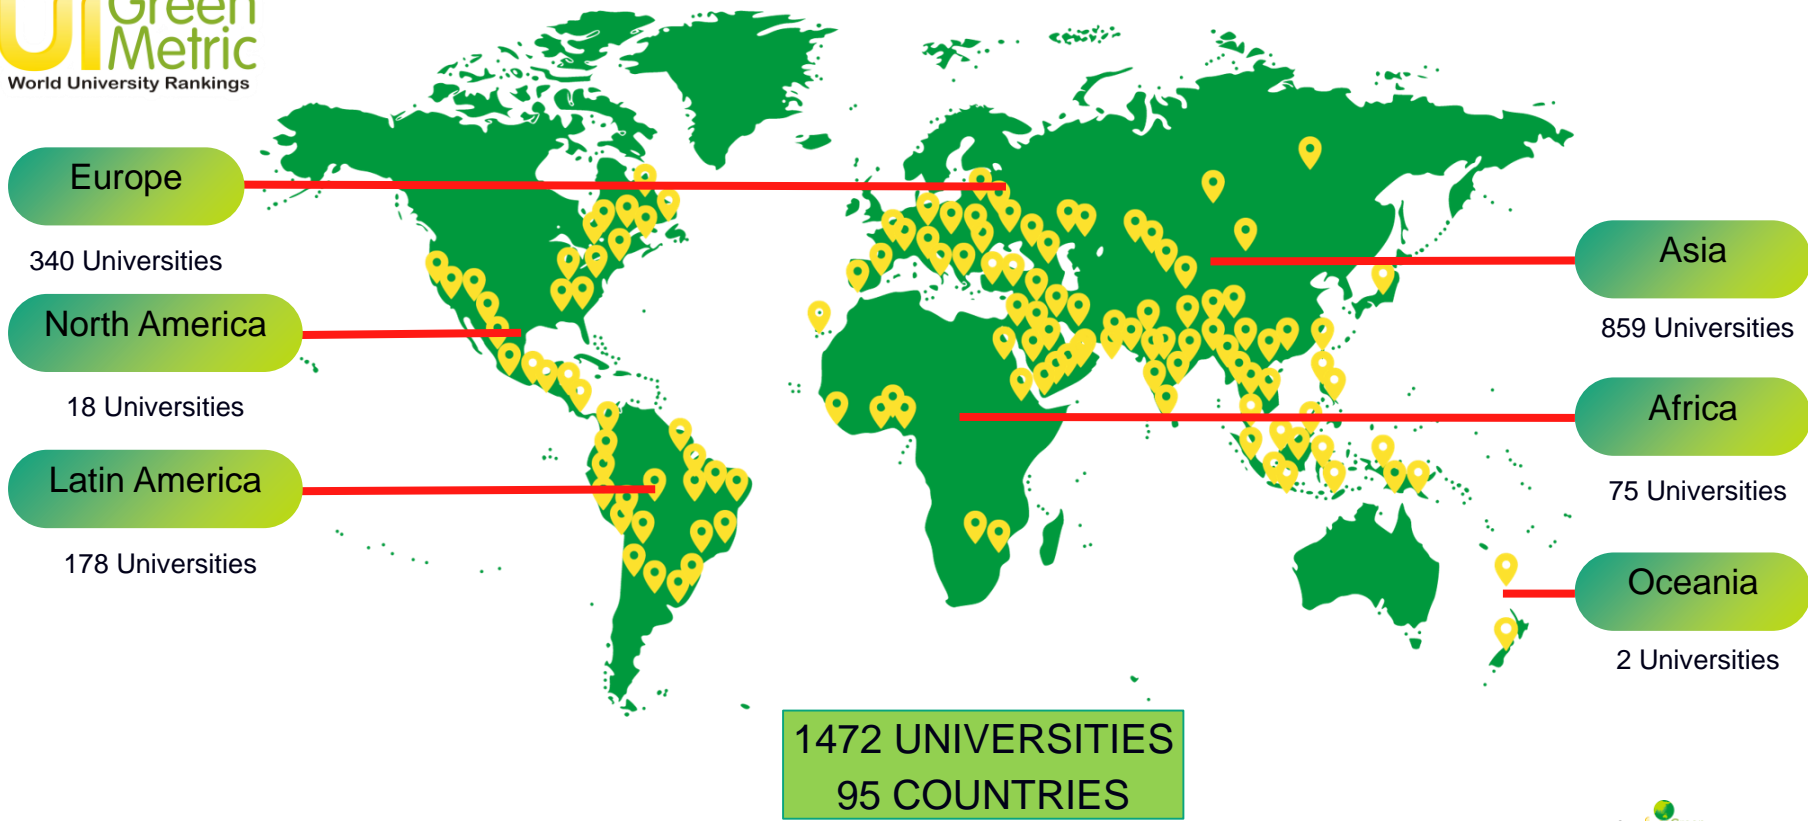 UI Green
Metric
World University Rankings
Europe
340 Universities
North America
18 Universities
Latin America
178 Universities
Asia
859 Universities
Africa
75 Universities
Oceania
2 Universities
1472 UNIVERSITIES
95 COUNTRIES